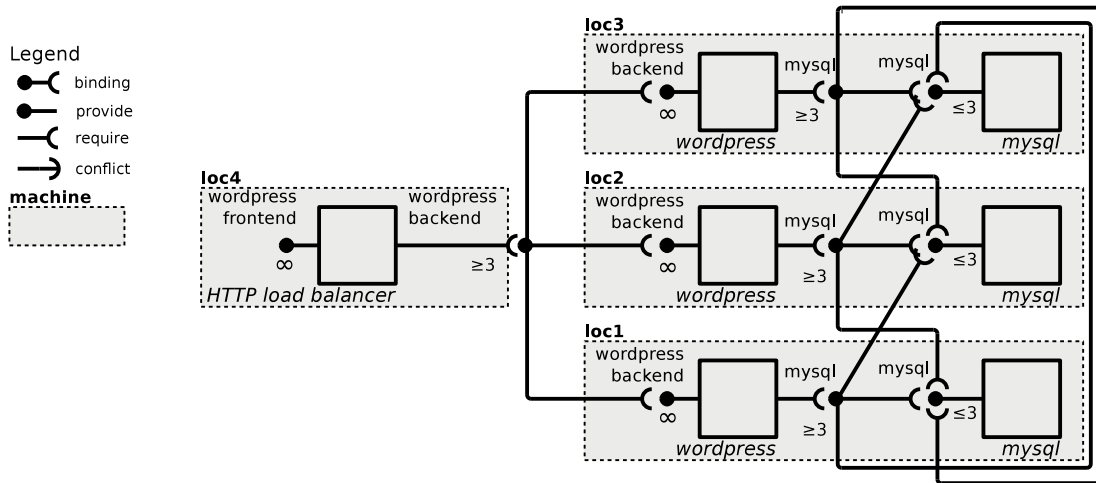 Legend
binding
provide
require
conflict
machine
loc4
wordpress
frontend
wordpress
backend
∞
≥3
HTTP load balancer
loc3
wordpress
backend
mysql
mysql
∞
≥3
≤3
wordpress
mysql
loc2
wordpress
backend
mysql
mysql
∞
≥3
≤3
wordpress
mysql
loc1
wordpress
backend
mysql
mysql
∞
≥3
≤3
wordpress
mysql